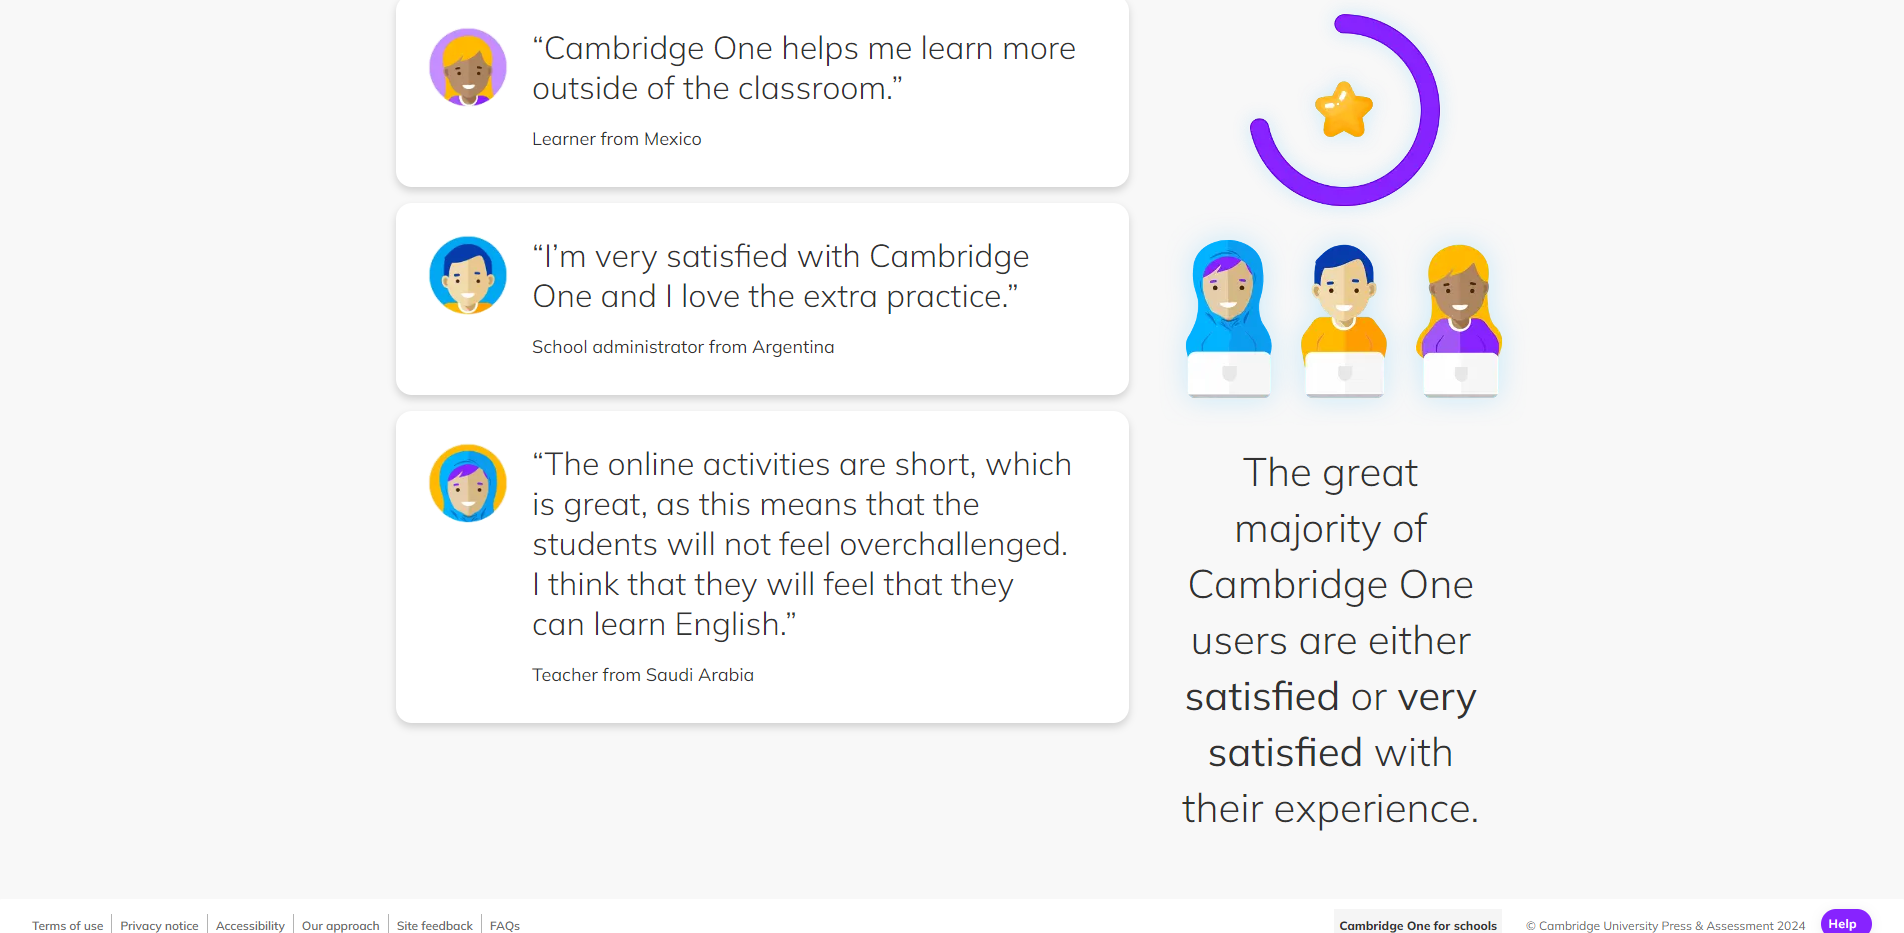 “Cambridge One helps me learn more
outside of the classroom.”
Learner from Mexico
“I’m very satisfied with Cambridge
One and I love the extra practice.”
School administrator from Argentina
“The online activities are short, which
is great, as this means that the
students will not feel overchallenged.
I think that they will feel that they
can learn English.”
Teacher from Saudi Arabia
The great
majority of
Cambridge One
users are either
satisfied or very
satisfied with
their experience.
Terms of use
Privacy notice
Accessibility
Our approach
Site feedback
FAQs
Cambridge One for schools
© Cambridge University Press & Assessment 2024
Help